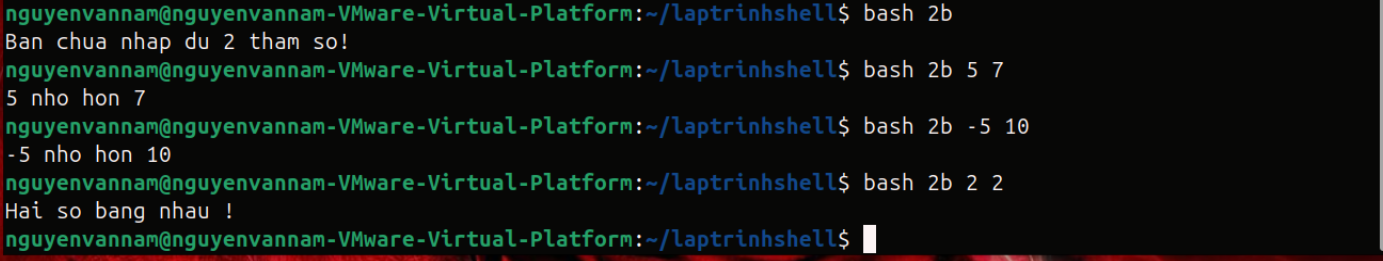 nguyenvannam@nguyenvannam-VMware-Virtual-Platform:~/laptrinhshell$ bash 2b
Ban chua nhap du 2 tham so!
nguyenvannam@nguyenvannam-VMware-Virtual-Platform:~/laptrinhshell$ bash 2b 5 7
5 nho hon 7
nguyenvannam@nguyenvannam-VMware-Virtual-Platform:~/laptrinhshell$ bash 2b -5 10
-5 nho hon 10
nguyenvannam@nguyenvannam-VMware-Virtual-Platform:~/laptrinhshell$ bash 2b 2 2
Hai so bang nhau !
nguyenvannam@nguyenvannam-VMware-Virtual-Platform:~/laptrinhshell$